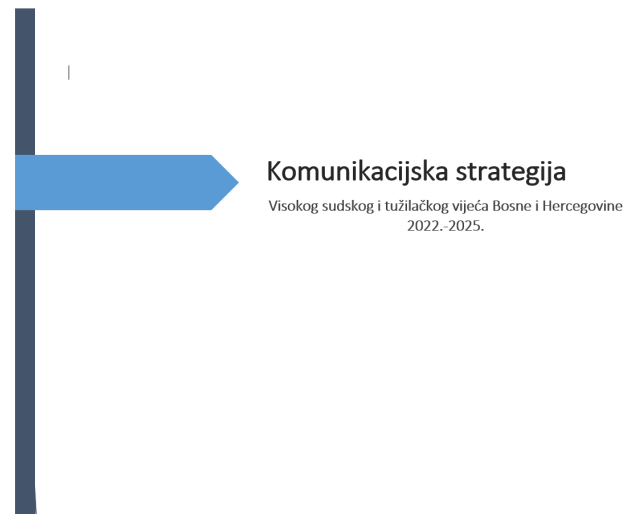 Komunikacijska strategija
Visokog sudskog i tužilačkog vijeća Bosne i Hercegovine
2022.-2025.